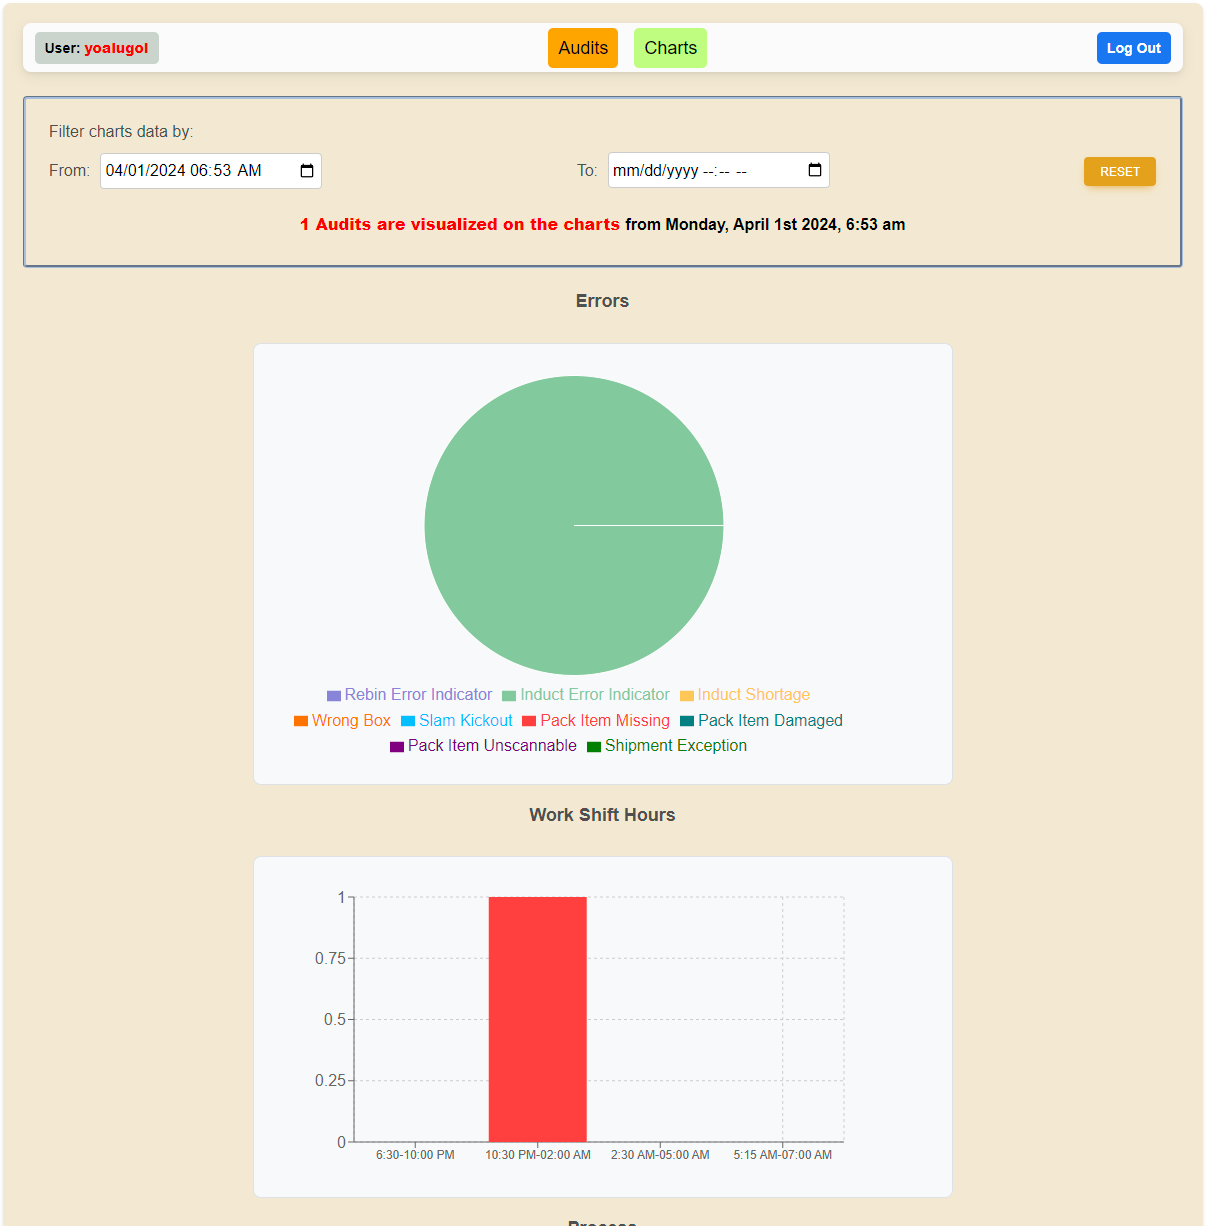 User: yoalugol Audits Charts Log Out
Filter charts data by:
From: 04/01/2024 06:53 AM To: mm/dd/yyyy --:-- -- RESET
1 Audits are visualized on the charts from Monday, April 1st 2024, 6:53 am
Errors
Rebin Error Indicator Induct Error Indicator Induct Shortage
Wrong Box Slam Kickout Pack Item Missing Pack Item Damaged
Pack Item Unscannable Shipment Exception
Work Shift Hours
1
0.75
0.5
0.25
0
6:30-10:00 PM 10:30 PM-02:00 AM 2:30 AM-05:00 AM 5:15 AM-07:00 AM